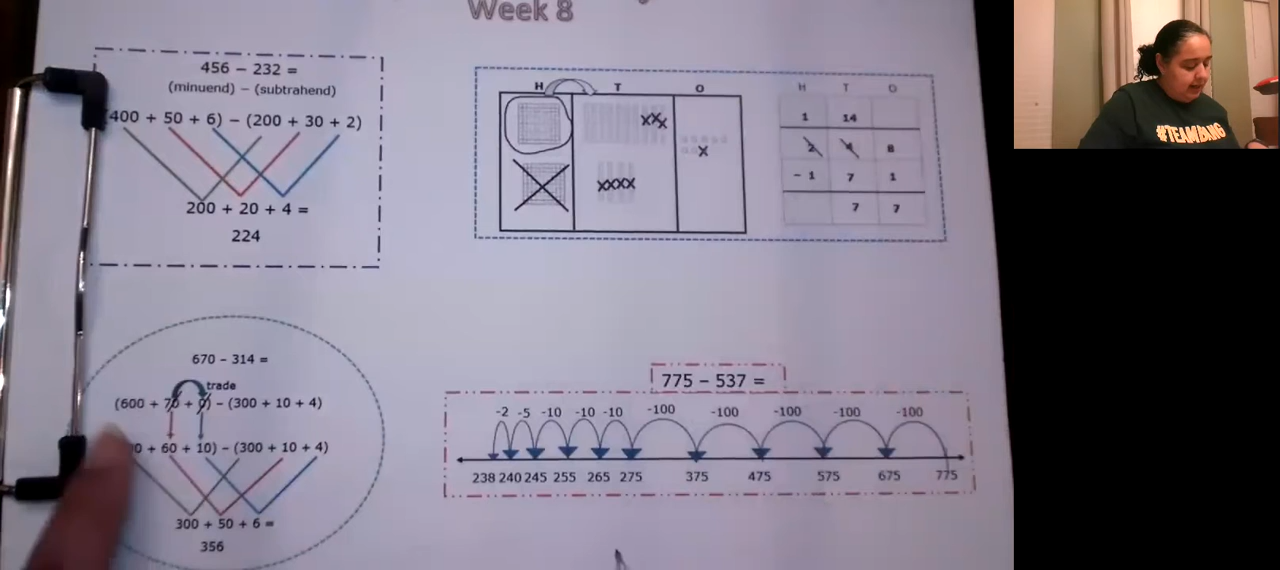 Week 8
456 – 232 =
(minuend) – (subtrahend)
(400 + 50 + 6) – (200 + 30 + 2)
200 + 20 + 4 =
224
H T O
H T O
1 14
8
- 1 7 1
7 7
670 – 314 =
trade
(600 + 70 + 0) – (300 + 10 + 4)
+ 60 + 10) – (300 + 10 + 4)
300 + 50 + 6 =
356
775 – 537 =
-2 -5 -10 -10 -10 -100 -100 -100 -100 -100
238 240 245 255 265 275 375 475 575 675 775